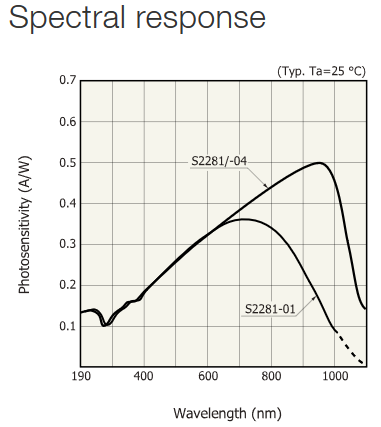 Spectral response
(Typ. Ta=25 °C)
0.7
0.6
0.5
0.4
0.3
0.2
0.1
Photosensitivity (A/W)
S2281/-04
S2281-01
190 400 600 800 1000
Wavelength (nm)